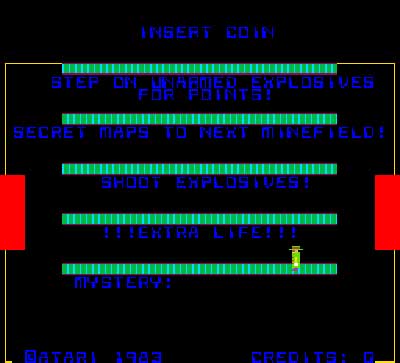 INSERT COIN
STEP ON UNARMED EXPLOSIVES
FOR POINTS!
SECRET MAPS TO NEXT MINEFIELD!
SHOOT EXPLOSIVES!
!!!EXTRA LIFE!!!
MYSTERY:
@ATARI 1983 CREDITS: 0